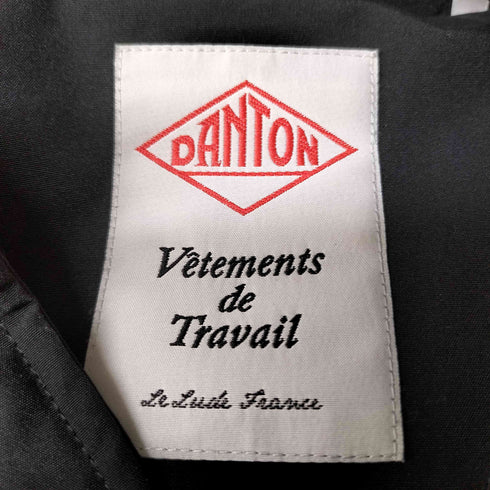 DANTON
Vêtements
de
Travail
Le Lude France